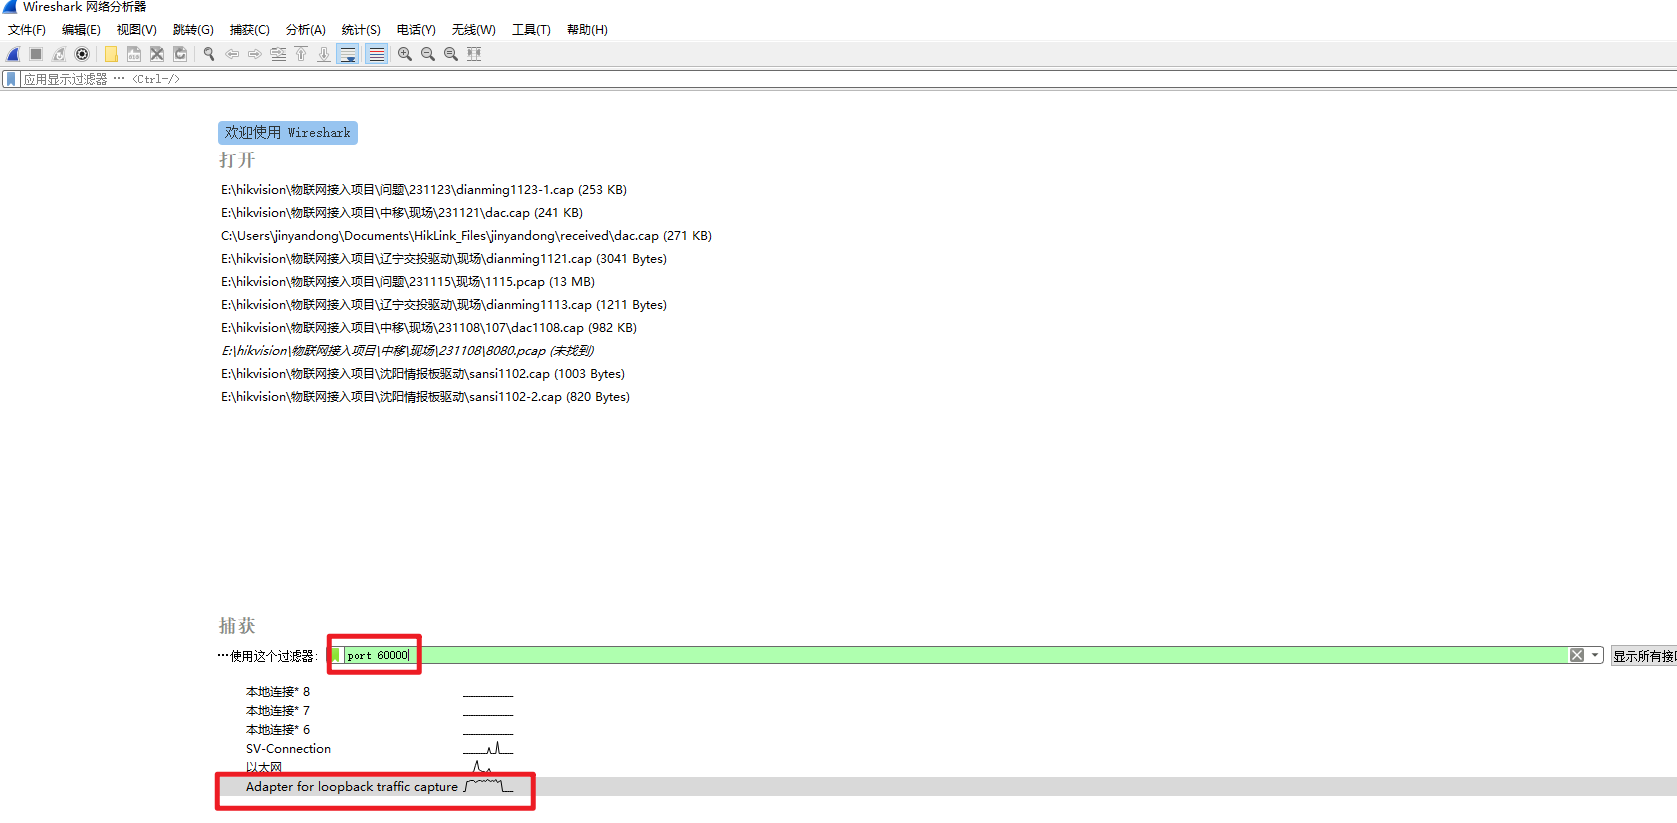 Wireshark 网络分析器
文件(F) 编辑(E) 视图(V) 跳转(G) 捕获(C) 分析(A) 统计(S) 电话(Y) 无线(W) 工具(T) 帮助(H)
应用显示过滤器 … <Ctrl-/>
欢迎使用 Wireshark
打开
E:\hikvision\物联网接入项目\问题\231123\dianming1123-1.cap (253 KB)
E:\hikvision\物联网接入项目\中移\现场\231121\dac.cap (241 KB)
C:\Users\jinyandong\Documents\HikLink_Files\jinyandong\received\dac.cap (271 KB)
E:\hikvision\物联网接入项目\辽宁交投驱动\现场\dianming1121.cap (3041 Bytes)
E:\hikvision\物联网接入项目\问题\231115\现场\1115.pcap (13 MB)
E:\hikvision\物联网接入项目\辽宁交投驱动\现场\dianming1113.cap (1211 Bytes)
E:\hikvision\物联网接入项目\中移\现场\231108\107\dac1108.cap (982 KB)
E:\hikvision\物联网接入项目\中移\现场\231108\8080.pcap (未找到)
E:\hikvision\物联网接入项目\沈阳情报板驱动\sansi1102.cap (1003 Bytes)
E:\hikvision\物联网接入项目\沈阳情报板驱动\sansi1102-2.cap (820 Bytes)
捕获
…使用这个过滤器: port 60000 显示所有接口
本地连接* 8
本地连接* 7
本地连接* 6
SV-Connection
以太网
Adapter for loopback traffic capture